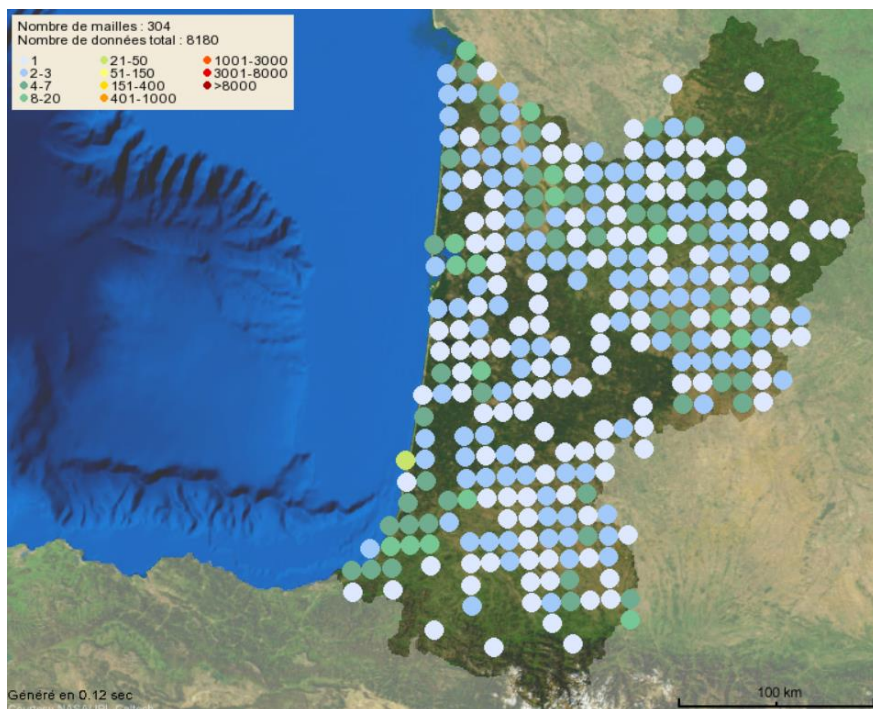 Nombre de mailles : 304
Nombre de données total : 8180
1 21-50 1001-3000
2-3 51-150 3001-8000
4-7 151-400 >8000
8-20 401-1000
Généré en 0.12 sec
100 km